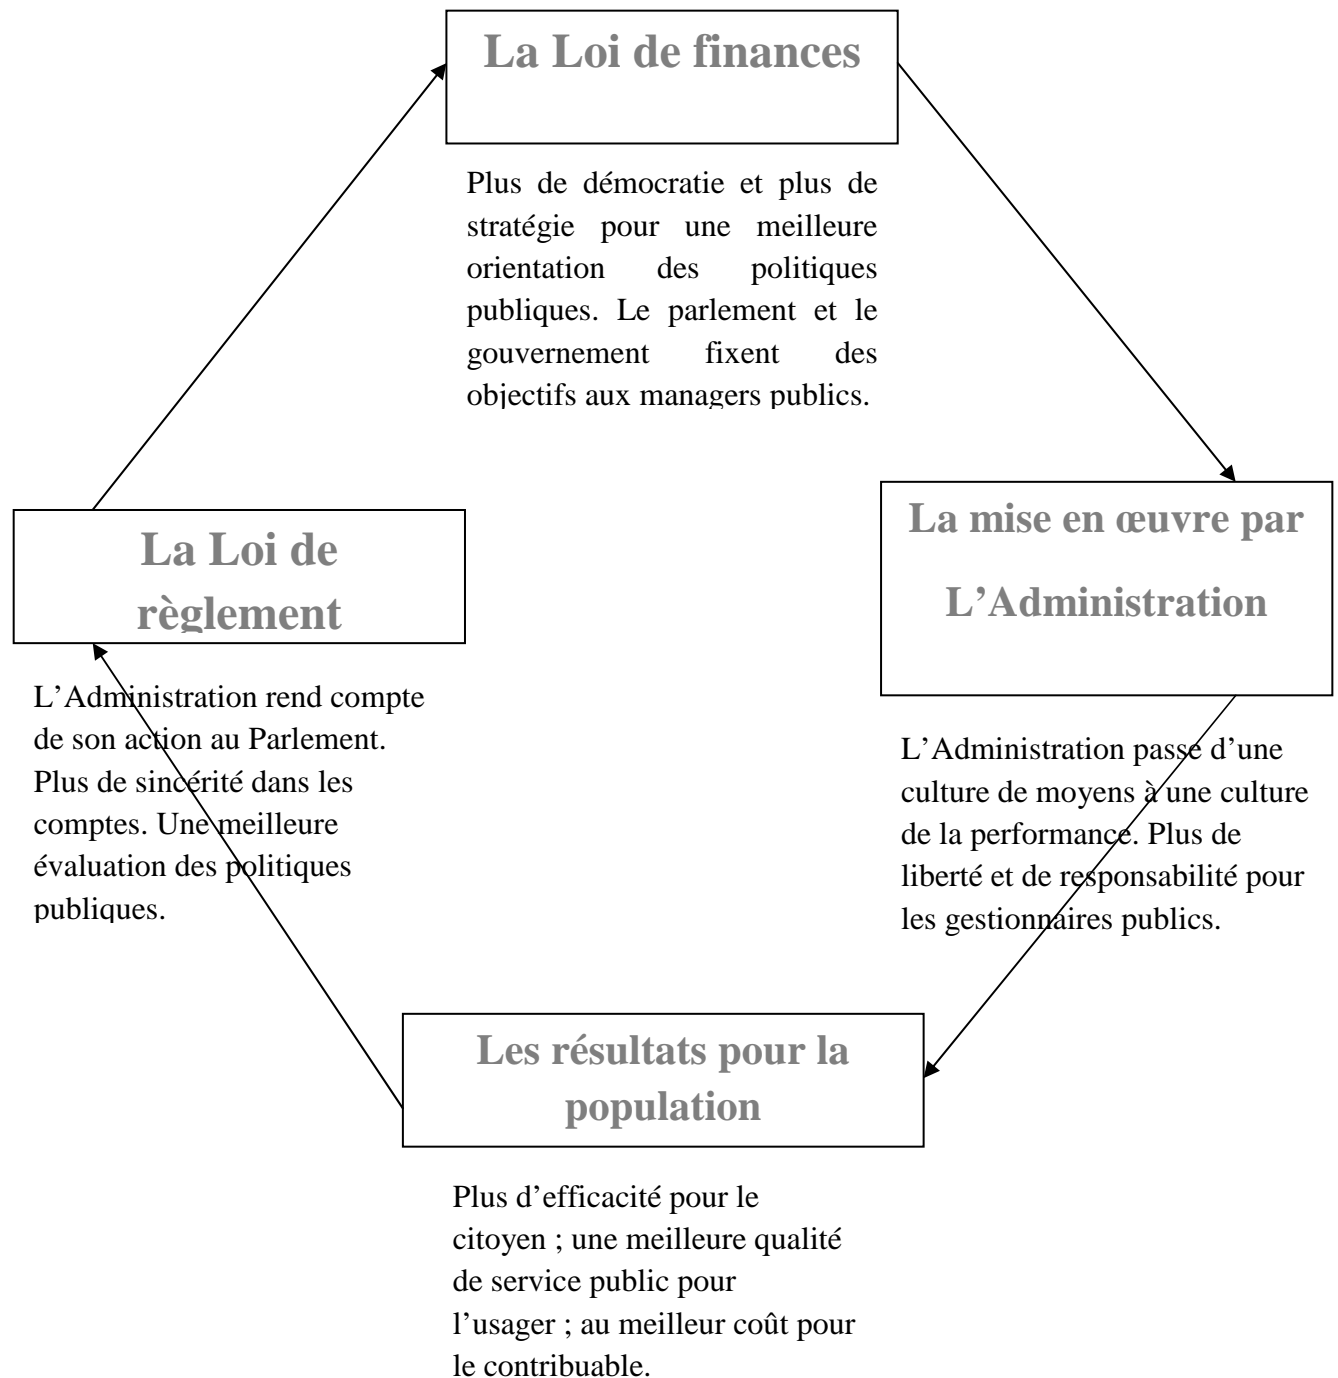 La Loi de finances
Plus de démocratie et plus de
stratégie pour une meilleure
orientation des politiques
publiques. Le parlement et le
gouvernement fixent des
objectifs aux managers publics.
La mise en œuvre par
L’Administration
L’Administration passe d’une
culture de moyens à une culture
de la performance. Plus de
liberté et de responsabilité pour
les gestionnaires publics.
Les résultats pour la
population
Plus d’efficacité pour le
citoyen ; une meilleure qualité
de service public pour
l’usager ; au meilleur coût pour
le contribuable.
La Loi de
règlement
L’Administration rend compte
de son action au Parlement.
Plus de sincérité dans les
comptes. Une meilleure
évaluation des politiques
publiques.